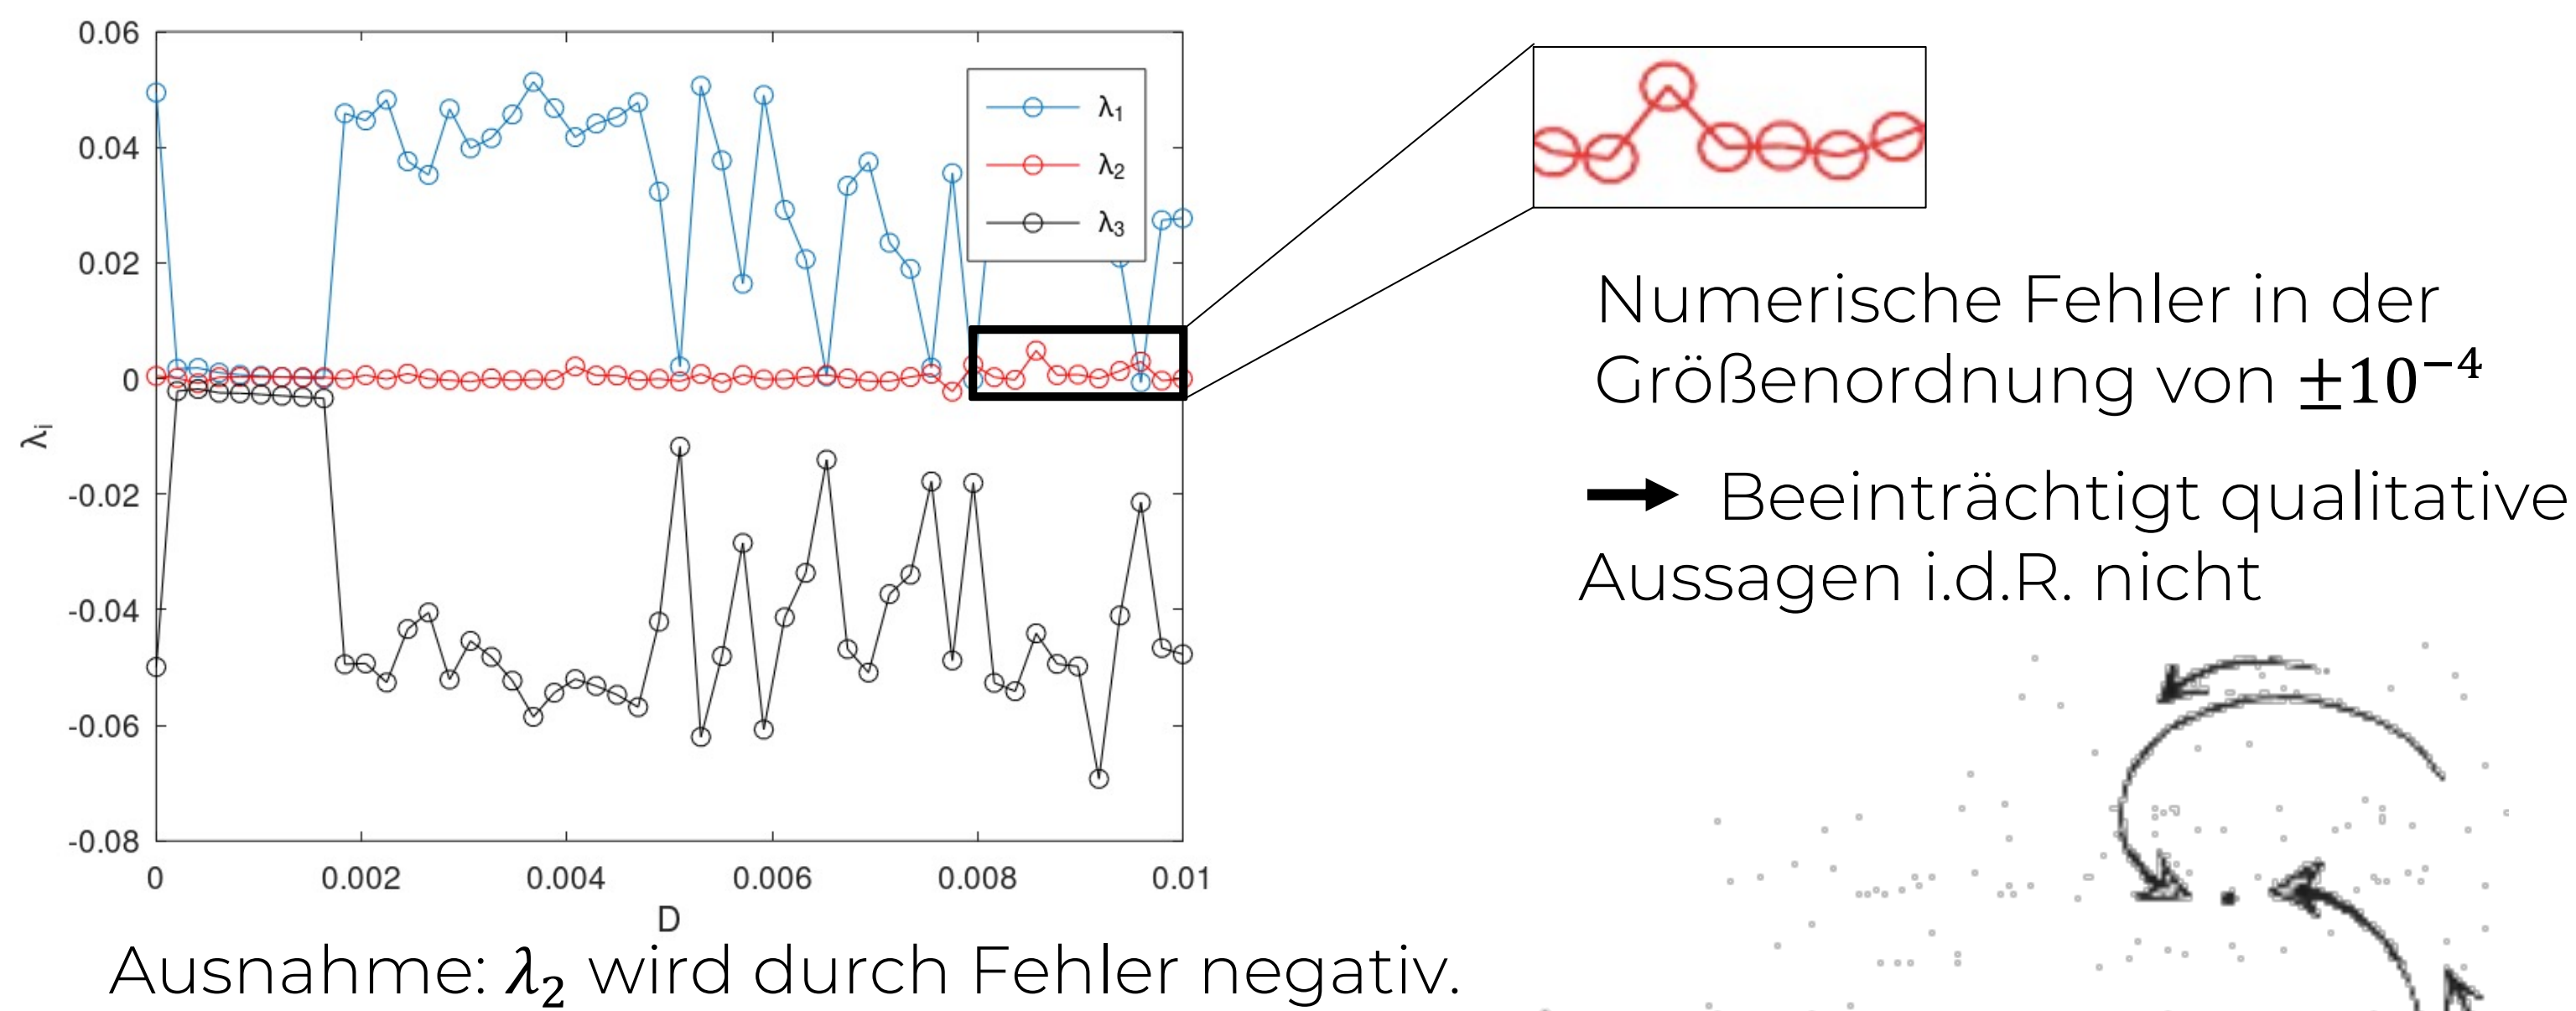 0.06
0.04
0.02
0
-0.02
-0.04
-0.06
-0.08
λi
0
0.002
0.004
0.006
0.008
0.01
D
λ1
λ2
λ3
Numerische Fehler in der
Größenordnung von ±10⁻⁴
Beeinträchtigt qualitative
Aussagen i.d.R. nicht
Ausnahme: λ₂ wird durch Fehler negativ.